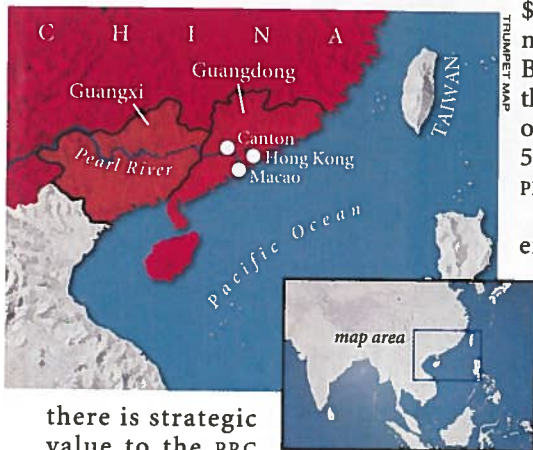 C H I N A
Guangdong
Guangxi
TAIWAN
Canton
Pearl River
Hong Kong
Macao
Pacific Ocean
map area
TRUMPET MAP
there is strategic
value to the PRC
$